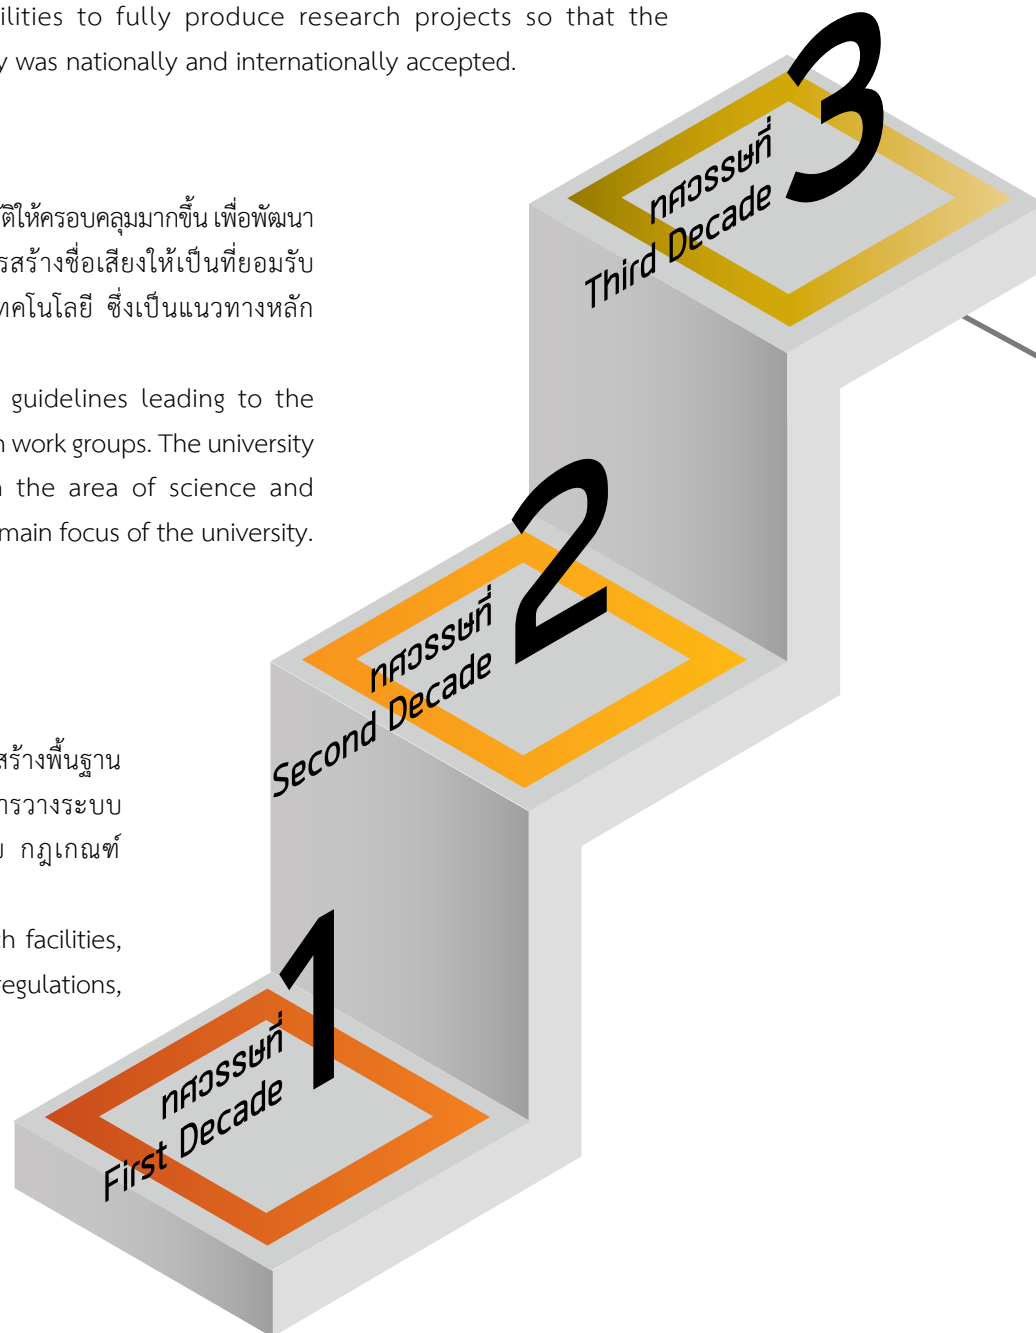 ilities to fully produce research projects so that the
y was nationally and internationally accepted.
ทศวรรษที่ 3
Third Decade
ติให้ครอบคลุมมากขึ้น เพื่อพัฒนา
รสร้างชื่อเสียงให้เป็นที่ยอมรับ
ทคโนโลยี ซึ่งเป็นแนวทางหลัก
guidelines leading to the
n work groups. The university
n the area of science and
main focus of the university.
ทศวรรษที่ 2
Second Decade
สร้างพื้นฐาน
ารวางระบบ
กฎเกณฑ์
ch facilities,
regulations,
ทศวรรษที่ 1
First Decade